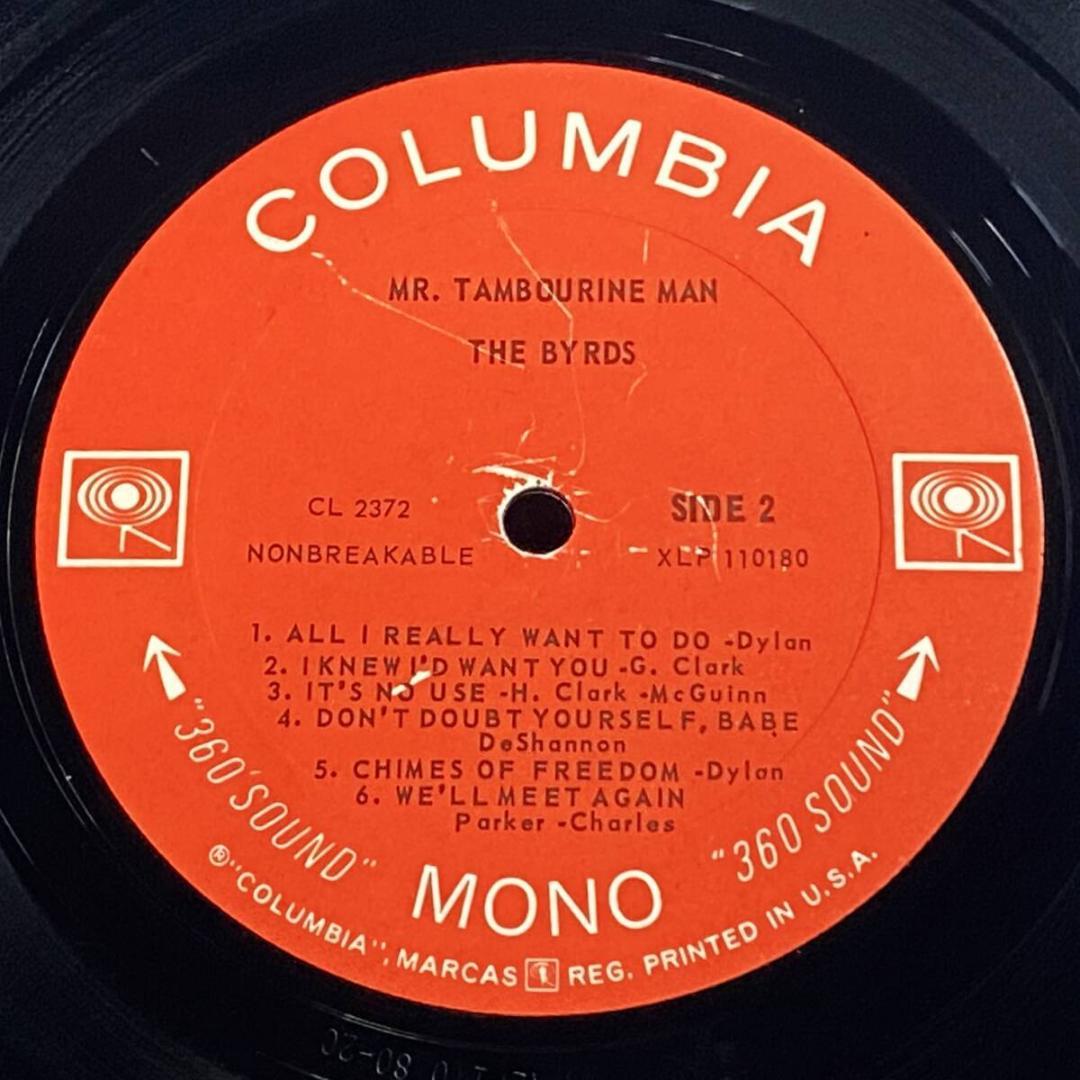 COLUMBIA
MR. TAMBOURINE MAN
THE BYRDS
CL 2372
SIDE 2
NONBREAKABLE
XLP 110180
1. ALL I REALLY WANT TO DO -Dylan
2. I KNEW I'D WANT YOU -G. Clark
3. IT'S NO USE -H. Clark -McGuinn
4. DON'T DOUBT YOURSELF, BABE
DeShannon
5. CHIMES OF FREEDOM -Dylan
6. WE'LL MEET AGAIN
Parker -Charles
"360 SOUND"
MONO
"360 SOUND"
® "COLUMBIA", MARCAS REG. PRINTED IN U.S.A.